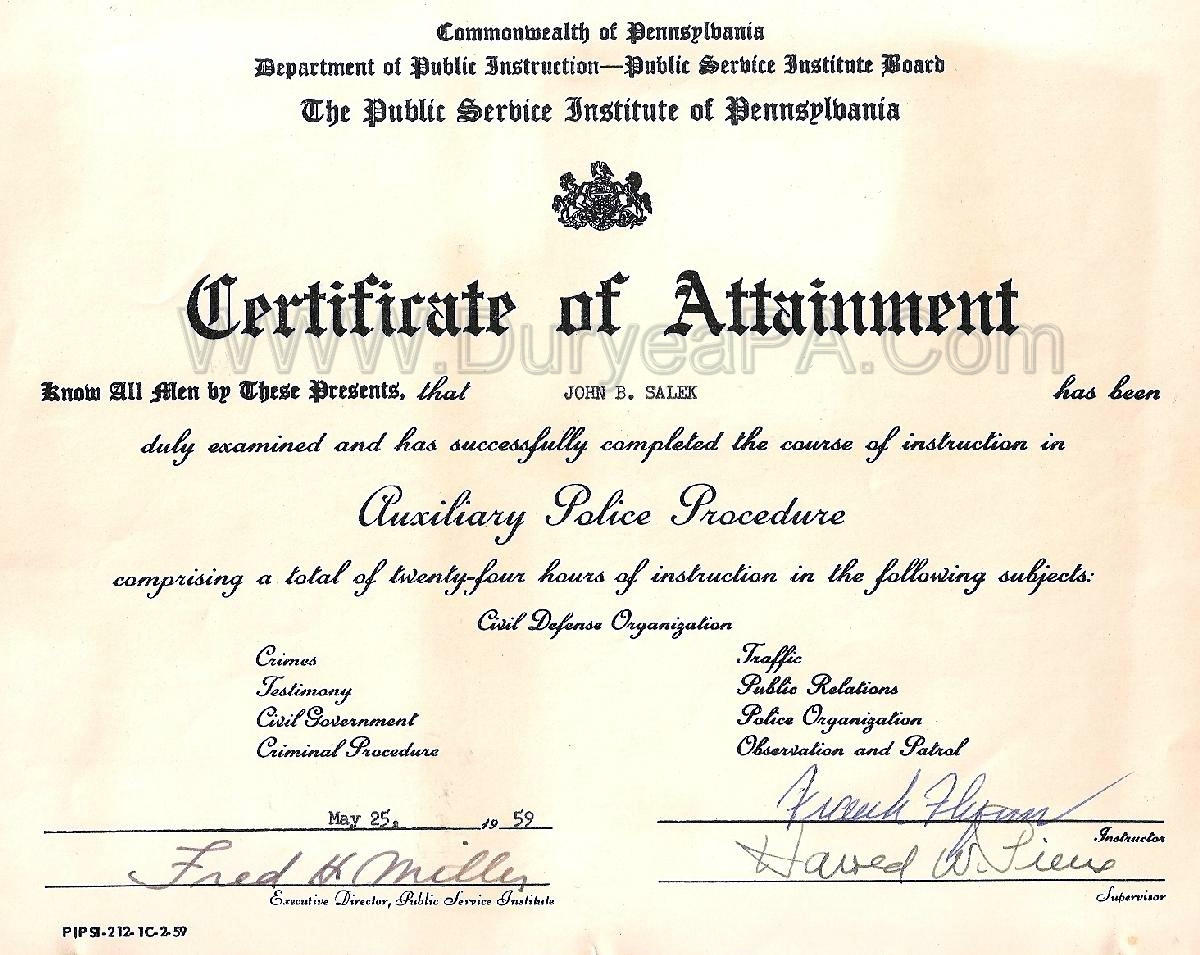 Commonwealth of Pennsylvania
Department of Public Instruction—Public Service Institute Board
The Public Service Institute of Pennsylvania
Certificate of Attainment
WWW.DuryeaPA.Com
Know All Men by These Presents, that JOHN B. SALEK has been
duly examined and has successfully completed the course of instruction in
Auxiliary Police Procedure
comprising a total of twenty-four hours of instruction in the following subjects:
Civil Defense Organization
Crimes
Testimony
Civil Government
Criminal Procedure
Traffic
Public Relations
Police Organization
Observation and Patrol
May 25, 19 59
Frank Flynn
Instructor
Fred H Miller
Executive Director, Public Service Institute
W.
Supervisor
PIPSI-212-1C-2-59